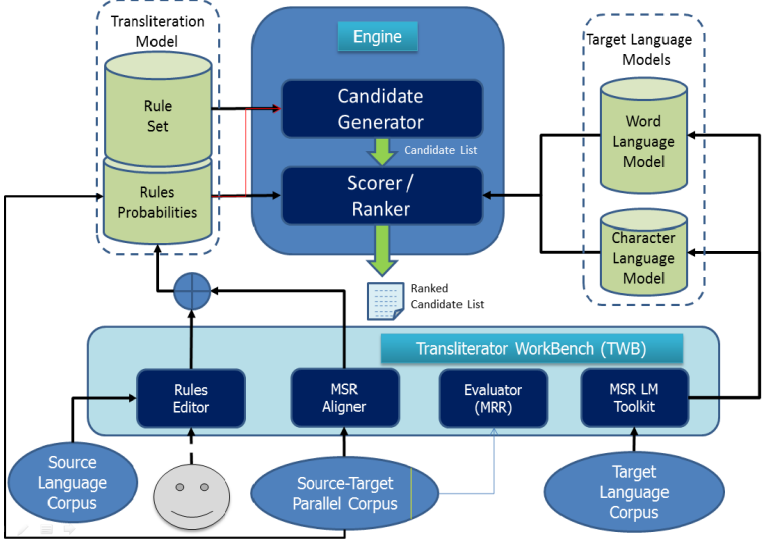 Transliteration
Model
Rule
Set
Rules
Probabilities
Engine
Candidate
Generator
Candidate List
Scorer /
Ranker
Ranked
Candidate List
Target Language
Models
Word
Language
Model
Character
Language
Model
Transliterator WorkBench (TWB)
Rules
Editor
MSR
Aligner
Evaluator
(MRR)
MSR LM
Toolkit
Source
Language
Corpus
Source-Target
Parallel Corpus
Target
Language
Corpus